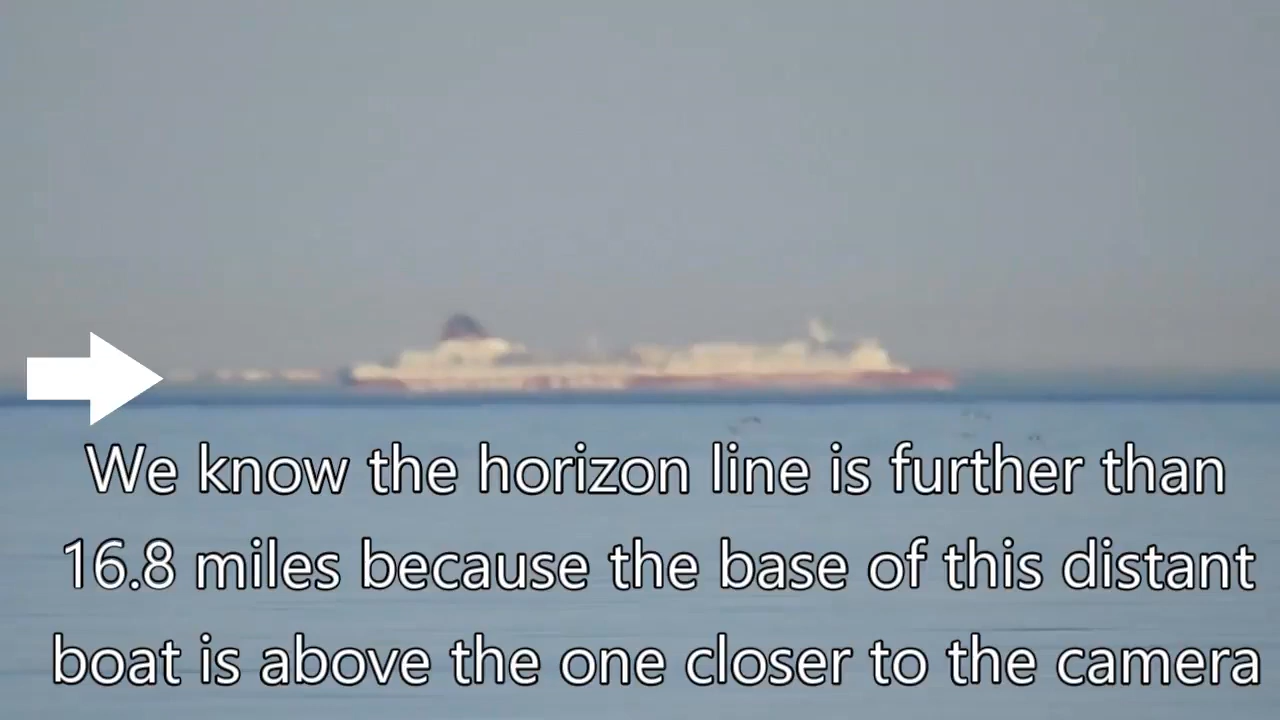 We know the horizon line is further than
16.8 miles because the base of this distant
boat is above the one closer to the camera